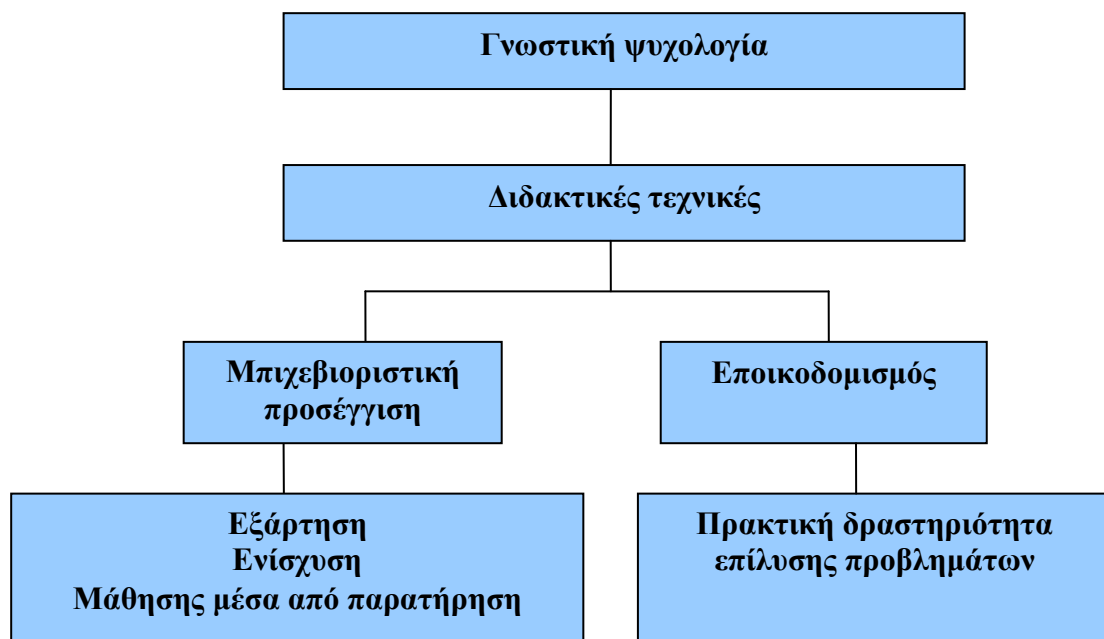 Γνωστική ψυχολογία
Διδακτικές τεχνικές
Μπιχεβιοριστική
προσέγγιση
Εποικοδομισμός
Εξάρτηση
Ενίσχυση
Μάθησης μέσα από παρατήρηση
Πρακτική δραστηριότητα
επίλυσης προβλημάτων